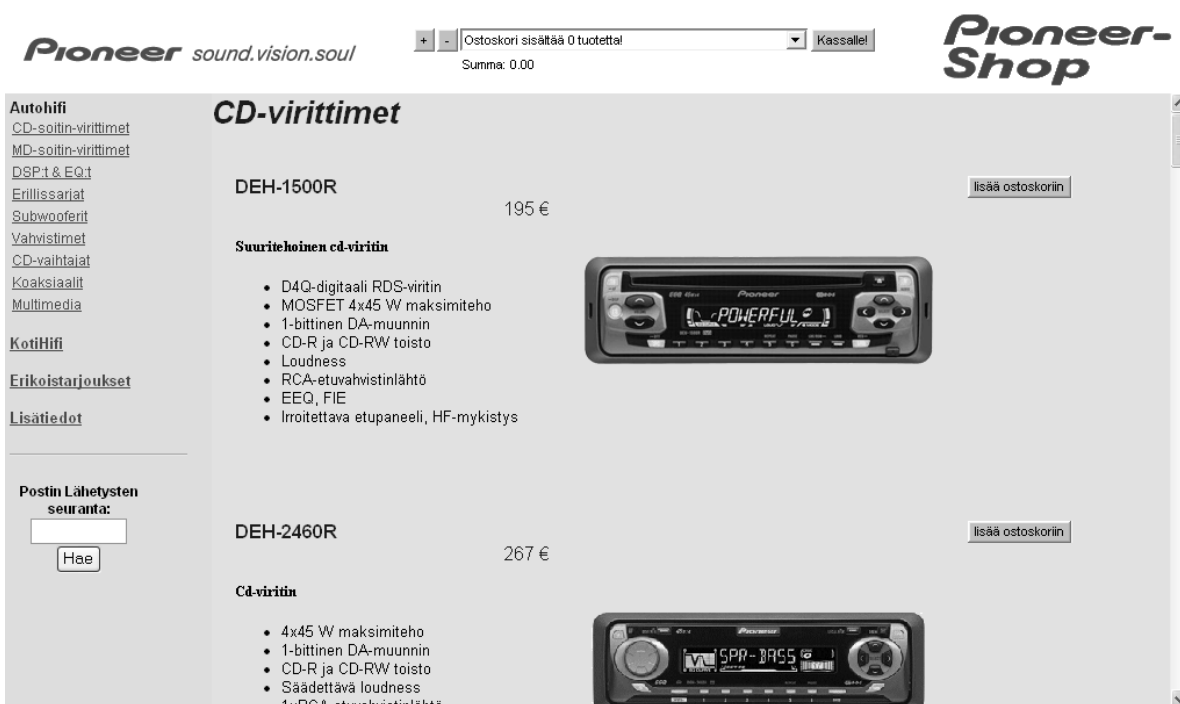 Pioneer sound.vision.soul
+ - Ostoskori sisältää 0 tuotetta! Kassalle!
Summa: 0.00
Pioneer-
Shop
Autohifi
CD-soitin-virittimet
MD-soitin-virittimet
DSP:t & EQ:t
Erillissarjat
Subwooferit
Vahvistimet
CD-vaihtajat
Koaksiaalit
Multimedia
KotiHifi
Erikoistarjoukset
Lisätiedot
Postin Lähetysten
seuranta:
Hae
CD-virittimet
DEH-1500R
lisää ostoskoriin
195 €
Suuritehoinen cd-viritin
D4Q-digitaali RDS-viritin
MOSFET 4x45 W maksimiteho
1-bittinen DA-muunnin
CD-R ja CD-RW toisto
Loudness
RCA-etuvahvistinlähtö
EEQ, FIE
Irroitettava etupaneeli, HF-mykistys
Pioneer
POWERFUL
DEH-2460R
lisää ostoskoriin
267 €
Cd-viritin
4x45 W maksimiteho
1-bittinen DA-muunnin
CD-R ja CD-RW toisto
Säädettävä loudness
1xRCA-etuvahvistinlähtö
Pioneer
SPR-BASS